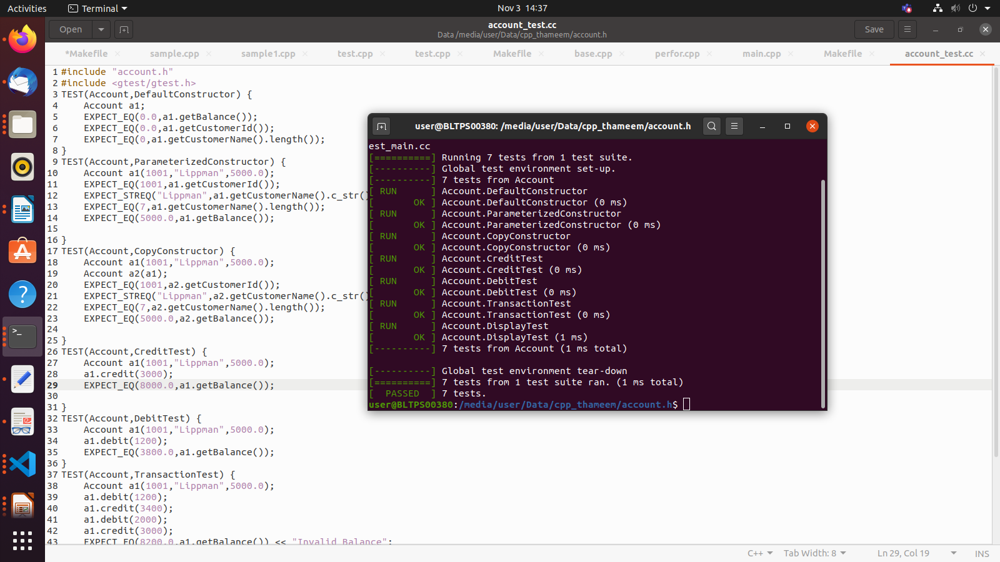 Activities
Terminal
Nov 3 14:37
Open
account_test.cc
Data /media/user/Data/cpp_thameem/account.h
Save
*Makefile
sample.cpp
sample1.cpp
test.cpp
test.cpp
Makefile
base.cpp
perfor.cpp
main.cpp
Makefile
account_test.cc
1 #include "account.h"
2 #include <gtest/gtest.h>
3 TEST(Account,DefaultConstructor) {
4 Account a1;
5 EXPECT_EQ(0.0,a1.getBalance());
6 EXPECT_EQ(0.0,a1.getCustomerId());
7 EXPECT_EQ(0,a1.getCustomerName().length());
8 }
9 TEST(Account,ParameterizedConstructor) {
10 Account a1(1001,"Lippman",5000.0);
11 EXPECT_EQ(1001,a1.getCustomerId());
12 EXPECT_STREQ("Lippman",a1.getCustomerName().c_str()
13 EXPECT_EQ(7,a1.getCustomerName().length());
14 EXPECT_EQ(5000.0,a1.getBalance());
15
16 }
17 TEST(Account,CopyConstructor) {
18 Account a1(1001,"Lippman",5000.0);
19 Account a2(a1);
20 EXPECT_EQ(1001,a2.getCustomerId());
21 EXPECT_STREQ("Lippman",a2.getCustomerName().c_str()
22 EXPECT_EQ(7,a2.getCustomerName().length());
23 EXPECT_EQ(5000.0,a2.getBalance());
24
25 }
26 TEST(Account,CreditTest) {
27 Account a1(1001,"Lippman",5000.0);
28 a1.credit(3000);
29 EXPECT_EQ(8000.0,a1.getBalance());
30
31 }
32 TEST(Account,DebitTest) {
33 Account a1(1001,"Lippman",5000.0);
34 a1.debit(1200);
35 EXPECT_EQ(3800.0,a1.getBalance());
36 }
37 TEST(Account,TransactionTest) {
38 Account a1(1001,"Lippman",5000.0);
39 a1.debit(1200);
40 a1.credit(3400);
41 a1.debit(2000);
42 a1.credit(3000);
43 EXPECT_EQ(8200.0,a1.getBalance()) << "Invalid Balance";
user@BLTPS00380: /media/user/Data/cpp_thameem/account.h
est_main.cc
[==========] Running 7 tests from 1 test suite.
[----------] Global test environment set-up.
[----------] 7 tests from Account
[ RUN      ] Account.DefaultConstructor
[       OK ] Account.DefaultConstructor (0 ms)
[ RUN      ] Account.ParameterizedConstructor
[       OK ] Account.ParameterizedConstructor (0 ms)
[ RUN      ] Account.CopyConstructor
[       OK ] Account.CopyConstructor (0 ms)
[ RUN      ] Account.CreditTest
[       OK ] Account.CreditTest (0 ms)
[ RUN      ] Account.DebitTest
[       OK ] Account.DebitTest (0 ms)
[ RUN      ] Account.TransactionTest
[       OK ] Account.TransactionTest (0 ms)
[ RUN      ] Account.DisplayTest
[       OK ] Account.DisplayTest (1 ms)
[----------] 7 tests from Account (1 ms total)
[----------] Global test environment tear-down
[==========] 7 tests from 1 test suite ran. (1 ms total)
[  PASSED  ] 7 tests.
user@BLTPS00380:/media/user/Data/cpp_thameem/account.h$
C++
Tab Width: 8
Ln 29, Col 19
INS